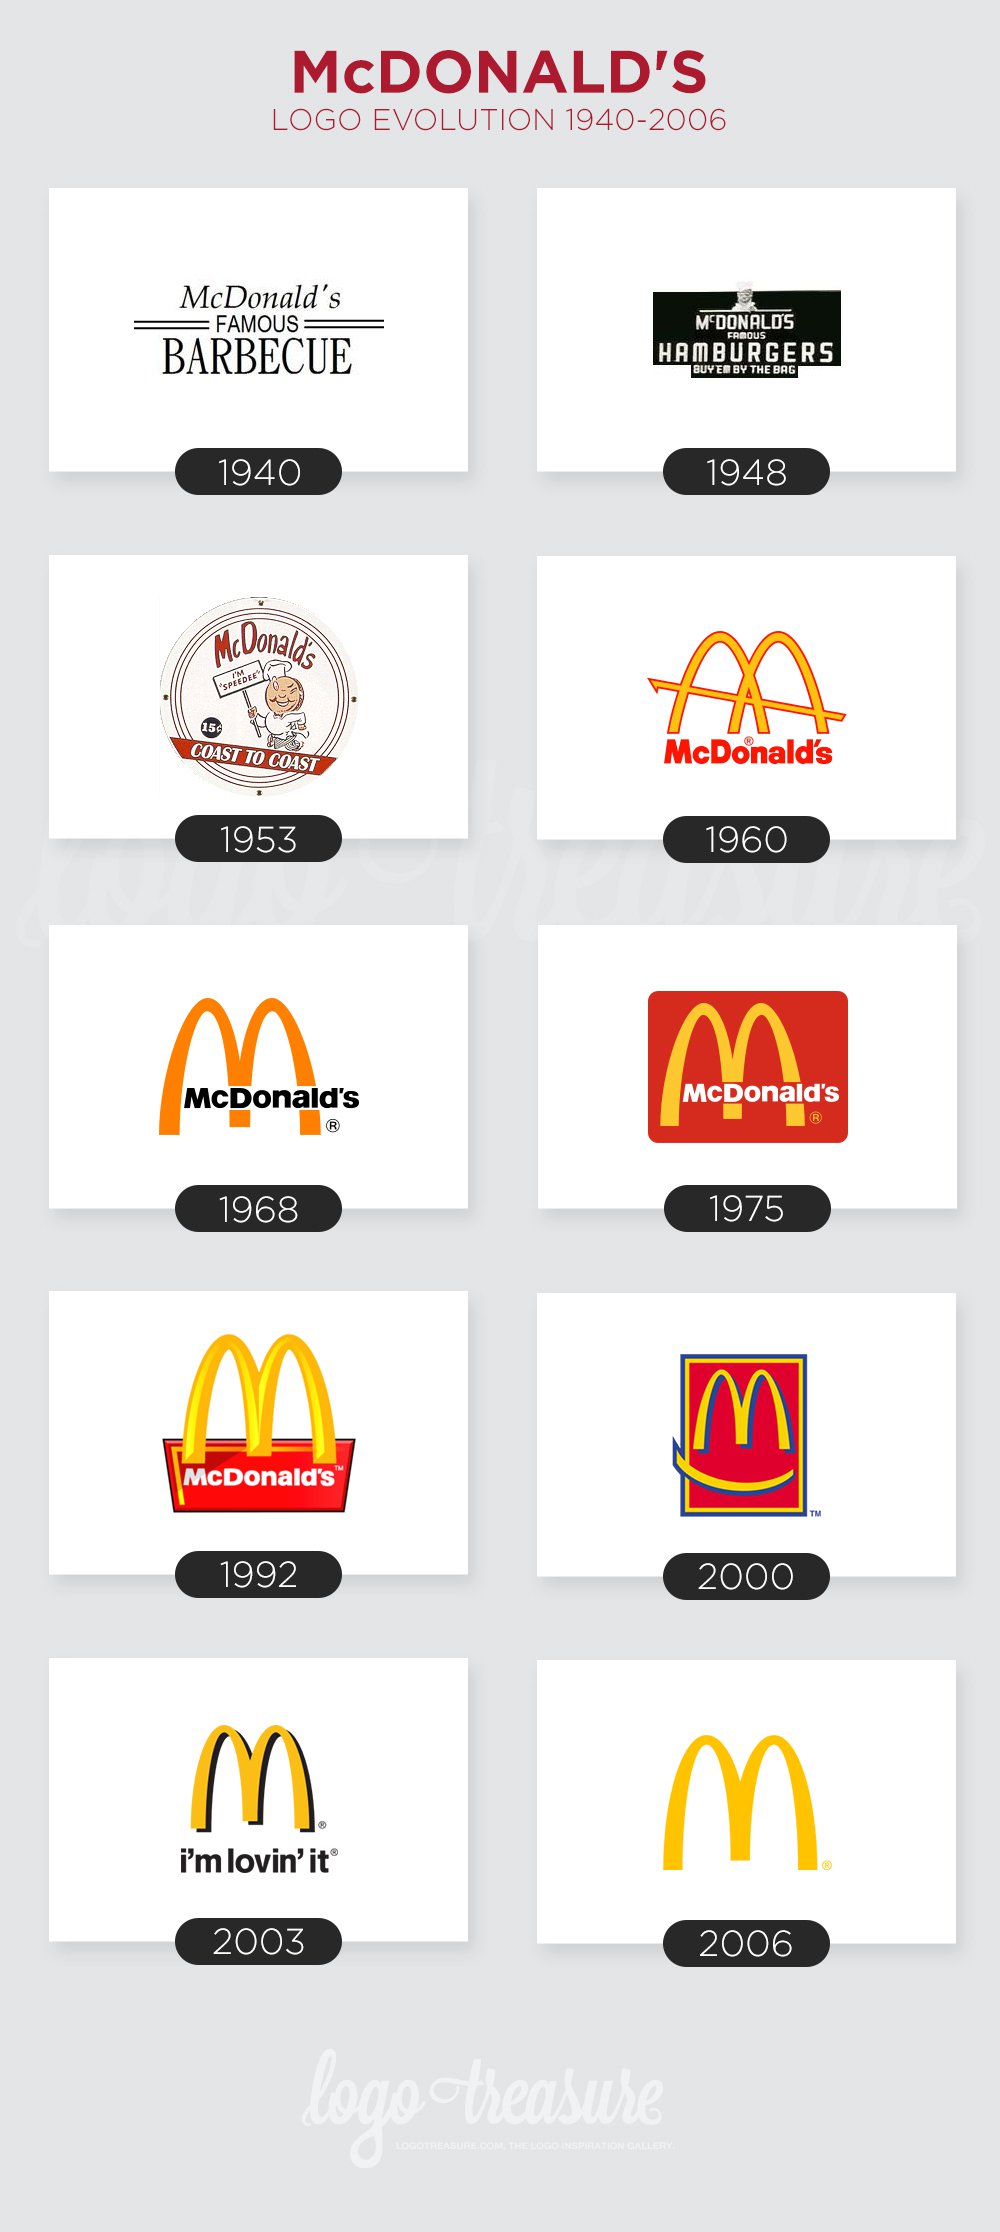 McDONALD'S
LOGO EVOLUTION 1940-2006
McDonald's
FAMOUS
BARBECUE
1940
McDONALD'S
FAMOUS
HAMBURGERS
BUY'EM BY THE BAG
1948
McDonald's
I'M
"SPEEDEE"
15¢
COAST TO COAST
1953
®
McDonald's
1960
McDonald's
®
1968
McDonald's
®
1975
McDonald's™
1992
TM
2000
®
i'm lovin' it®
2003
®
2006
logo treasure
logo treasure
LOGOTREASURE.COM, THE LOGO INSPIRATION GALLERY.